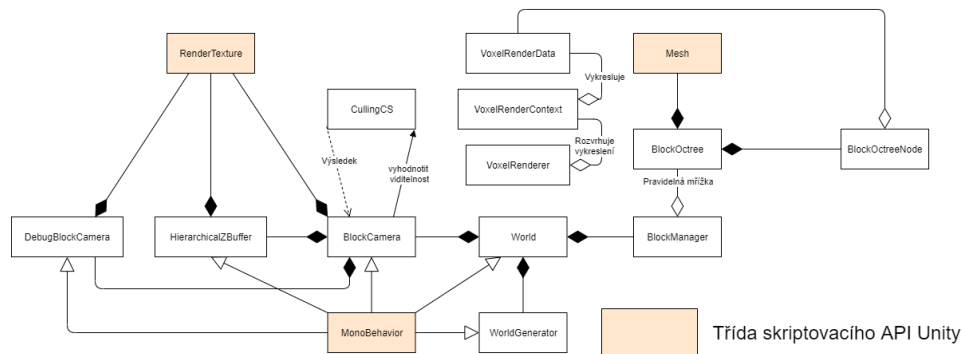 RenderTexture
VoxelRenderData
Mesh
Vykresluje
CullingCS
VoxelRenderContext
Rozvrhuje
vykreslení
BlockOctree
BlockOctreeNode
Výsledek
vyhodnotit
viditelnost
VoxelRenderer
Pravidelná mřížka
DebugBlockCamera
HierarchicalZBuffer
BlockCamera
World
BlockManager
MonoBehavior
WorldGenerator
Třída skriptovacího API Unity